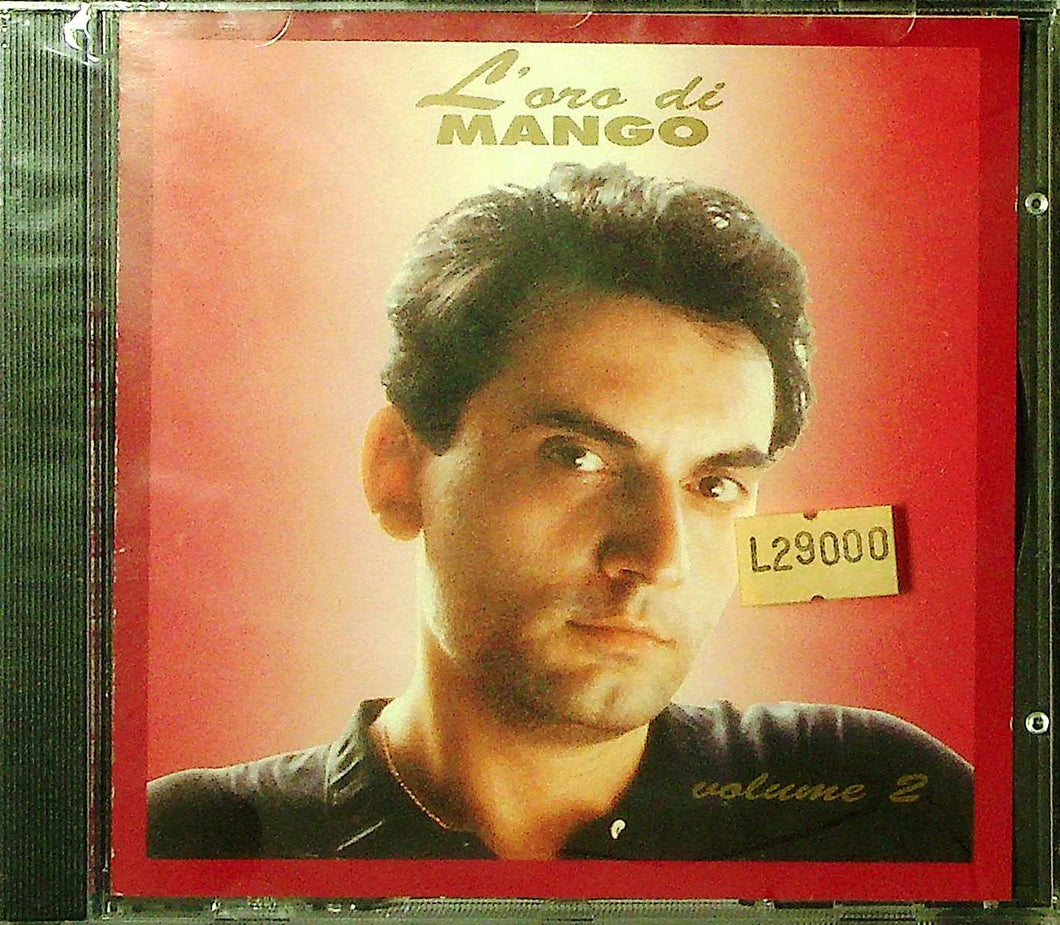 L'oro di
MANGO
L29000
volume 2